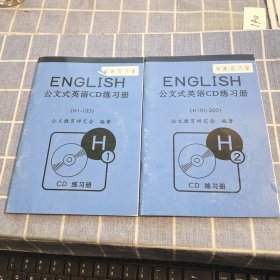 ENGLISH
公文式英语CD练习册
(H1-100)
公文教育研究会 编著
H
1
CD 练习册
ENGLISH
公文式英语CD练习册
(H101-200)
公文教育研究会 编著
H
2
CD 练习册